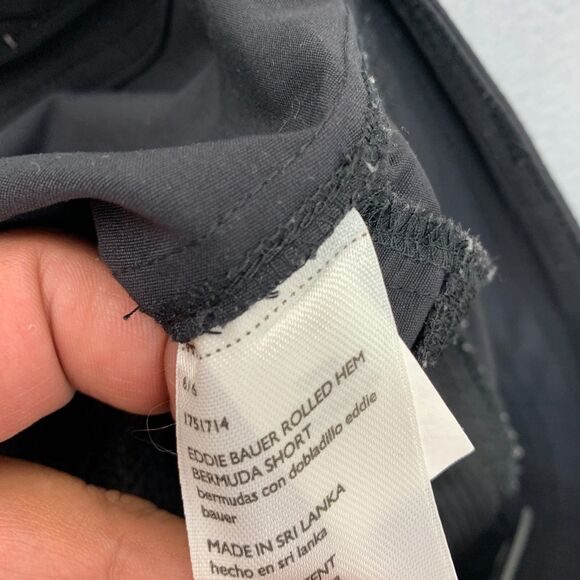 6/6
1751714
EDDIE BAUER ROLLED HEM
BERMUDA SHORT
bermudas con dobladillo eddie
bauer
MADE IN SRI LANKA
hecho en sri lanka